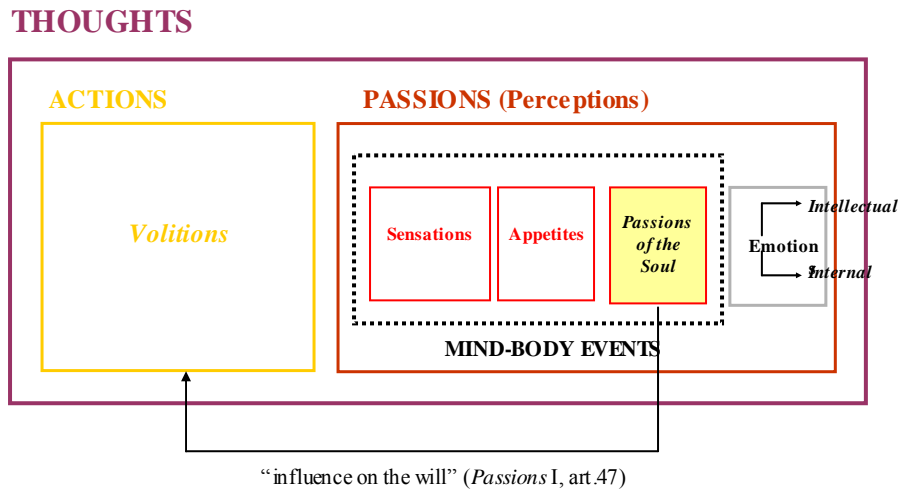 THOUGHTS
ACTIONS
PASSIONS (Perceptions)
Volitions
Sensations
Appetites
Passions
of the
Soul
Emotion
s
Intellectual
Internal
MIND-BODY EVENTS
“influence on the will” (Passions I, art.47)